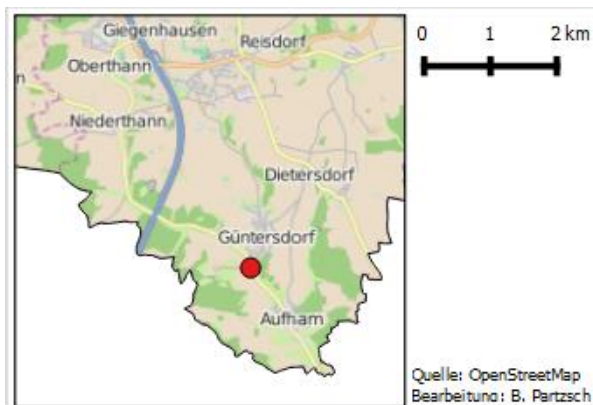 Giegenhausen
Reisdorf
Oberthann
n
Niederthann
Dietersdorf
Güntersdorf
Aufham
0 1 2 km
Quelle: OpenStreetMap
Bearbeitung: B. Partzsch